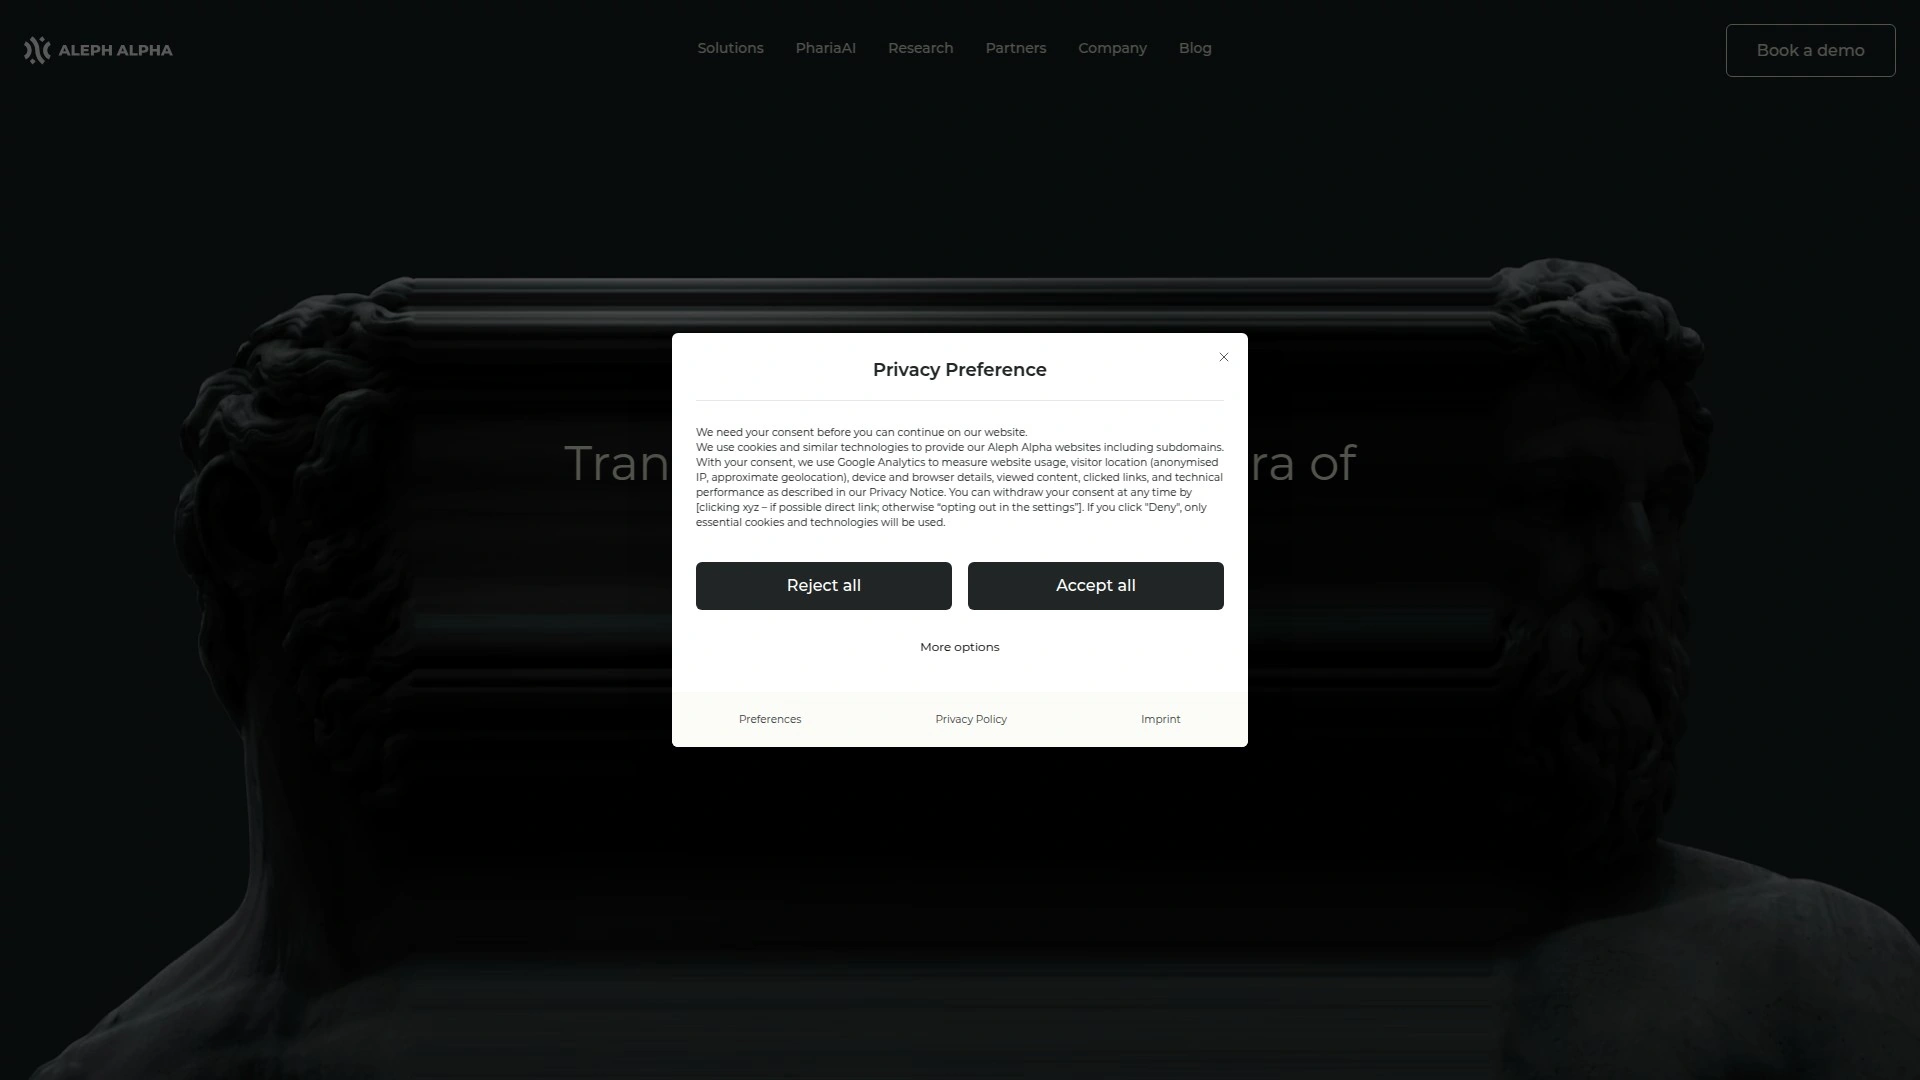 ALEPH ALPHA
Solutions PhariaAI Research Partners Company Blog
Book a demo
Privacy Preference
Tran ra of
We need your consent before you can continue on our website.
We use cookies and similar technologies to provide our Aleph Alpha websites including subdomains.
With your consent, we use Google Analytics to measure website usage, visitor location (anonymised
IP, approximate geolocation), device and browser details, viewed content, clicked links, and technical
performance as described in our Privacy Notice. You can withdraw your consent at any time by
[clicking xyz – if possible direct link; otherwise “opting out in the settings”]. If you click "Deny", only
essential cookies and technologies will be used.
Reject all Accept all
More options
Preferences Privacy Policy Imprint